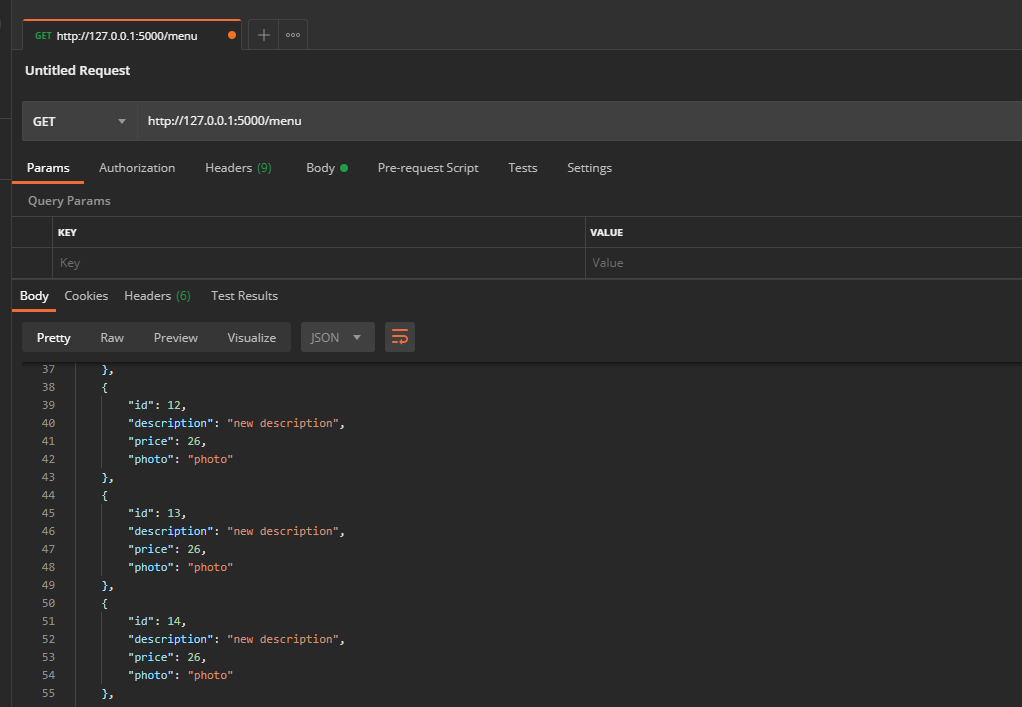 GET http://127.0.0.1:5000/menu
Untitled Request
GET http://127.0.0.1:5000/menu
Params Authorization Headers (9) Body Pre-request Script Tests Settings
Query Params
KEY VALUE
Key Value
Body Cookies Headers (6) Test Results
Pretty Raw Preview Visualize JSON
37 },
38 {
39 "id": 12,
40 "description": "new description",
41 "price": 26,
42 "photo": "photo"
43 },
44 {
45 "id": 13,
46 "description": "new description",
47 "price": 26,
48 "photo": "photo"
49 },
50 {
51 "id": 14,
52 "description": "new description",
53 "price": 26,
54 "photo": "photo"
55 },